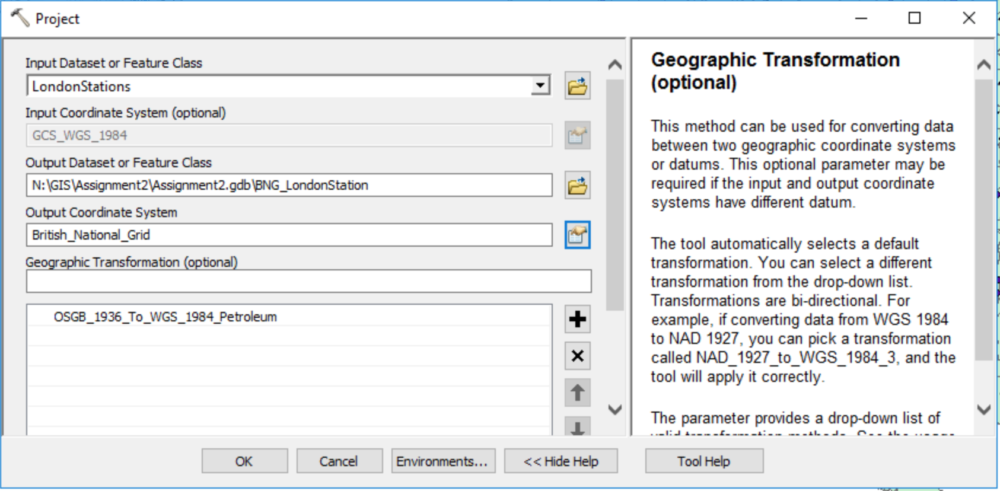 Project
Input Dataset or Feature Class
LondonStations
Input Coordinate System (optional)
GCS_WGS_1984
Output Dataset or Feature Class
N:\GIS\Assignment2\Assignment2.gdb\BNG_LondonStation
Output Coordinate System
British_National_Grid
Geographic Transformation (optional)
OSGB_1936_To_WGS_1984_Petroleum
Geographic Transformation
(optional)
This method can be used for converting data
between two geographic coordinate systems
or datums. This optional parameter may be
required if the input and output coordinate
systems have different datum.
The tool automatically selects a default
transformation. You can select a different
transformation from the drop-down list.
Transformations are bi-directional. For
example, if converting data from WGS 1984
to NAD 1927, you can pick a transformation
called NAD_1927_to_WGS_1984_3, and the
tool will apply it correctly.
The parameter provides a drop-down list of
valid transformation methods. See the usage
OK
Cancel
Environments...
<< Hide Help
Tool Help